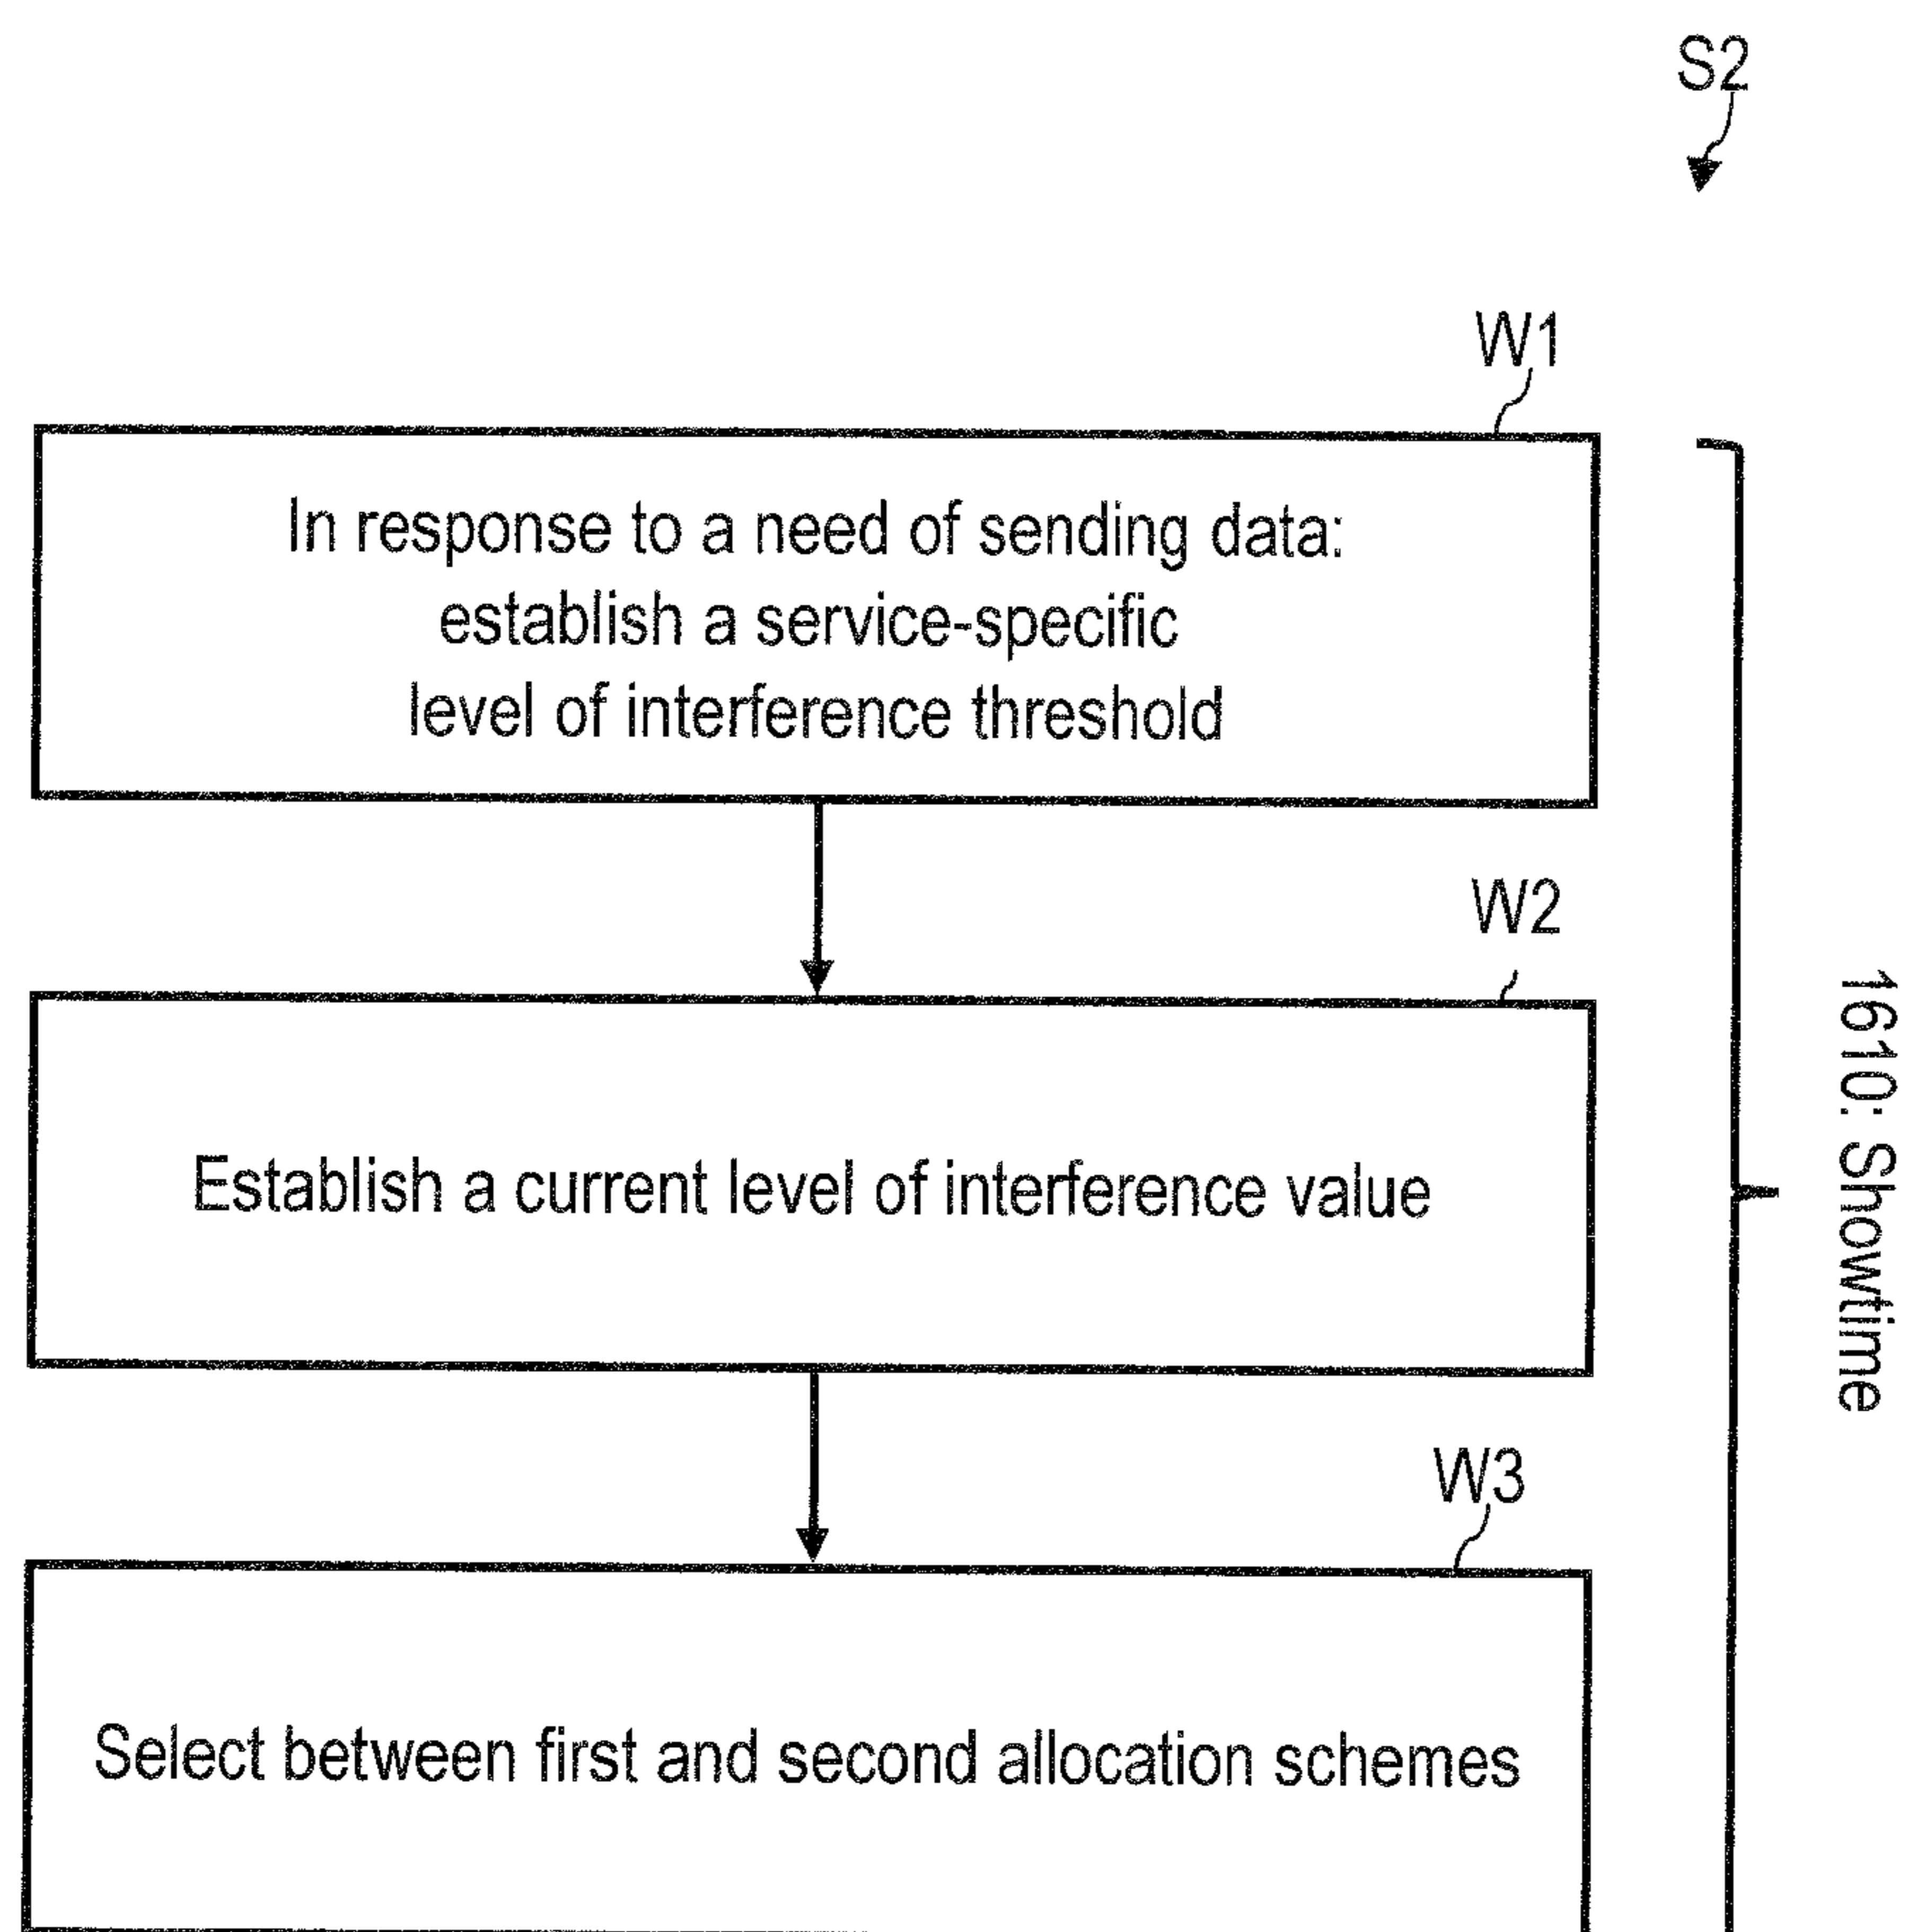 S2
W1
In response to a need of sending data:
establish a service-specific
level of interference threshold
W2
Establish a current level of interference value
W3
Select between first and second allocation schemes
1610: Showtime